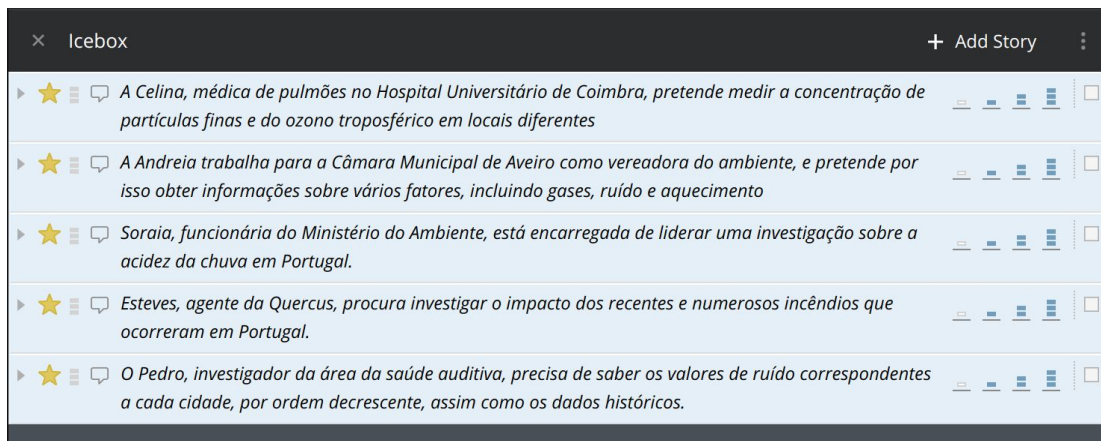 Icebox
+ Add Story
A Celina, médica de pulmões no Hospital Universitário de Coimbra, pretende medir a concentração de
partículas finas e do ozono troposférico em locais diferentes
A Andreia trabalha para a Câmara Municipal de Aveiro como vereadora do ambiente, e pretende por
isso obter informações sobre vários fatores, incluindo gases, ruído e aquecimento
Soraia, funcionária do Ministério do Ambiente, está encarregada de liderar uma investigação sobre a
acidez da chuva em Portugal.
Esteves, agente da Quercus, procura investigar o impacto dos recentes e numerosos incêndios que
ocorreram em Portugal.
O Pedro, investigador da área da saúde auditiva, precisa de saber os valores de ruído correspondentes
a cada cidade, por ordem decrescente, assim como os dados históricos.